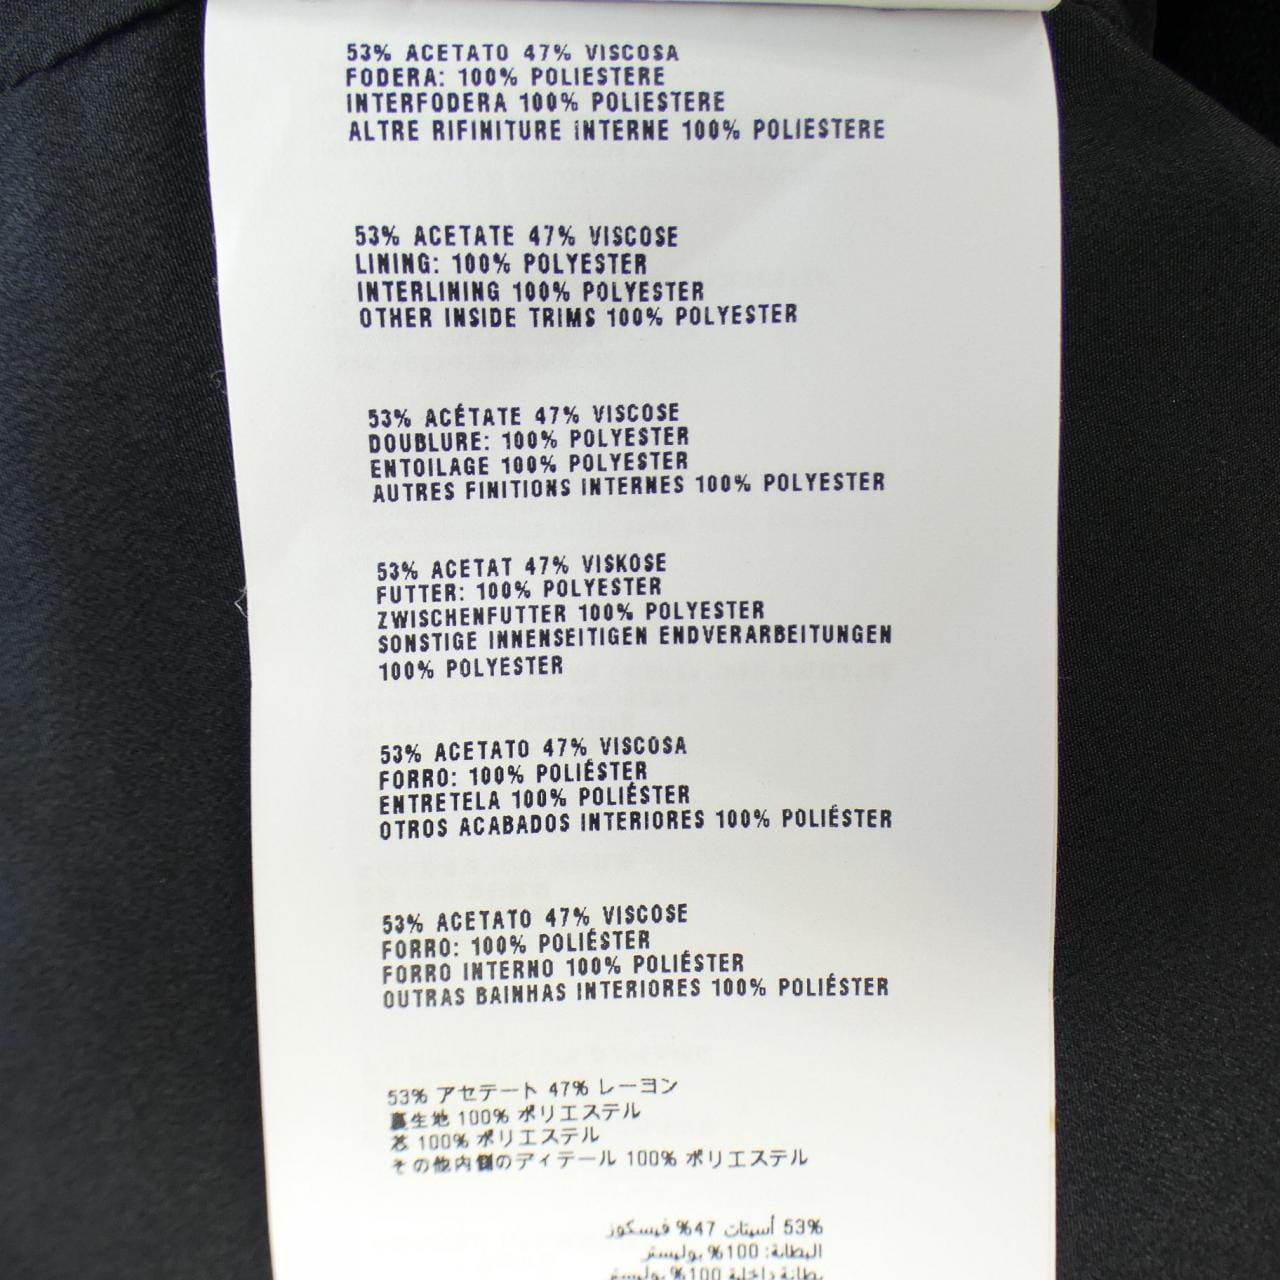 53% ACETATO 47% VISCOSA
FODERA: 100% POLIESTERE
INTERFODERA 100% POLIESTERE
ALTRE RIFINITURE INTERNE 100% POLIESTERE
53% ACETATE 47% VISCOSE
LINING: 100% POLYESTER
INTERLINING 100% POLYESTER
OTHER INSIDE TRIMS 100% POLYESTER
53% ACÉTATE 47% VISCOSE
DOUBLURE: 100% POLYESTER
ENTOILAGE 100% POLYESTER
AUTRES FINITIONS INTERNES 100% POLYESTER
53% ACETAT 47% VISKOSE
FUTTER: 100% POLYESTER
ZWISCHENFUTTER 100% POLYESTER
SONSTIGE INNENSEITIGEN ENDVERARBEITUNGEN
100% POLYESTER
53% ACETATO 47% VISCOSA
FORRO: 100% POLIÉSTER
ENTRETELA 100% POLIÉSTER
OTROS ACABADOS INTERIORES 100% POLIÉSTER
53% ACETATO 47% VISCOSE
FORRO: 100% POLIÉSTER
FORRO INTERNO 100% POLIÉSTER
OUTRAS BAINHAS INTERIORES 100% POLIÉSTER
53% アセテート 47% レーヨン
裏生地 100% ポリエステル
芯 100% ポリエステル
その他内側のディテール 100% ポリエステル
53% أسيتات 47% فيسكوز
البطانة: 100% بوليستر
بطانة داخلية 100% بوليستر